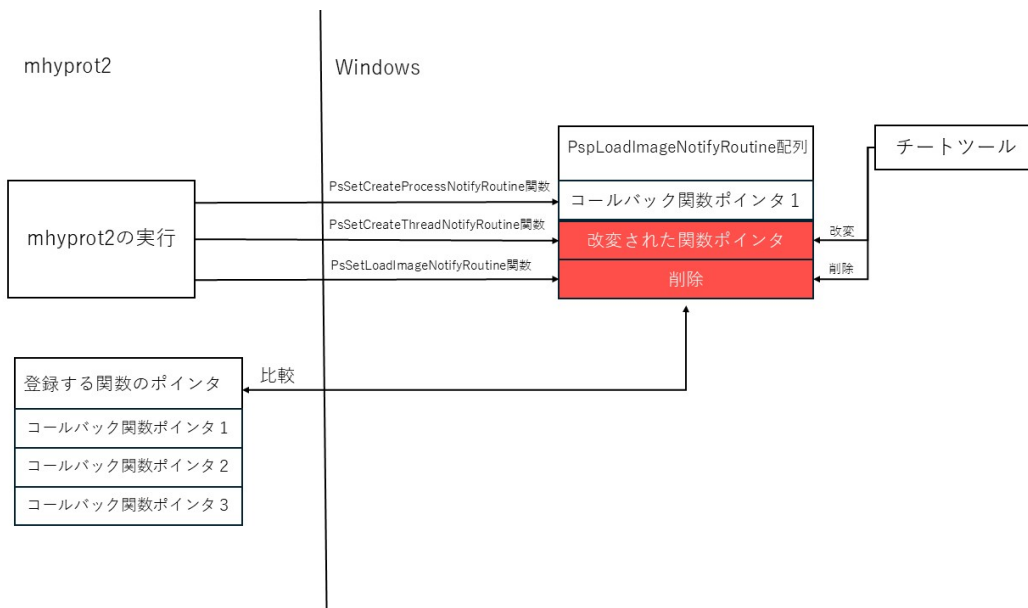 mhyprot2
Windows
PspLoadImageNotifyRoutine配列
チートツール
PsSetCreateProcessNotifyRoutine関数
コールバック関数ポインタ1
mhyprot2の実行
PsSetCreateThreadNotifyRoutine関数
改変された関数ポインタ
改変
PsSetLoadImageNotifyRoutine関数
削除
削除
登録する関数のポインタ
比較
コールバック関数ポインタ1
コールバック関数ポインタ2
コールバック関数ポインタ3